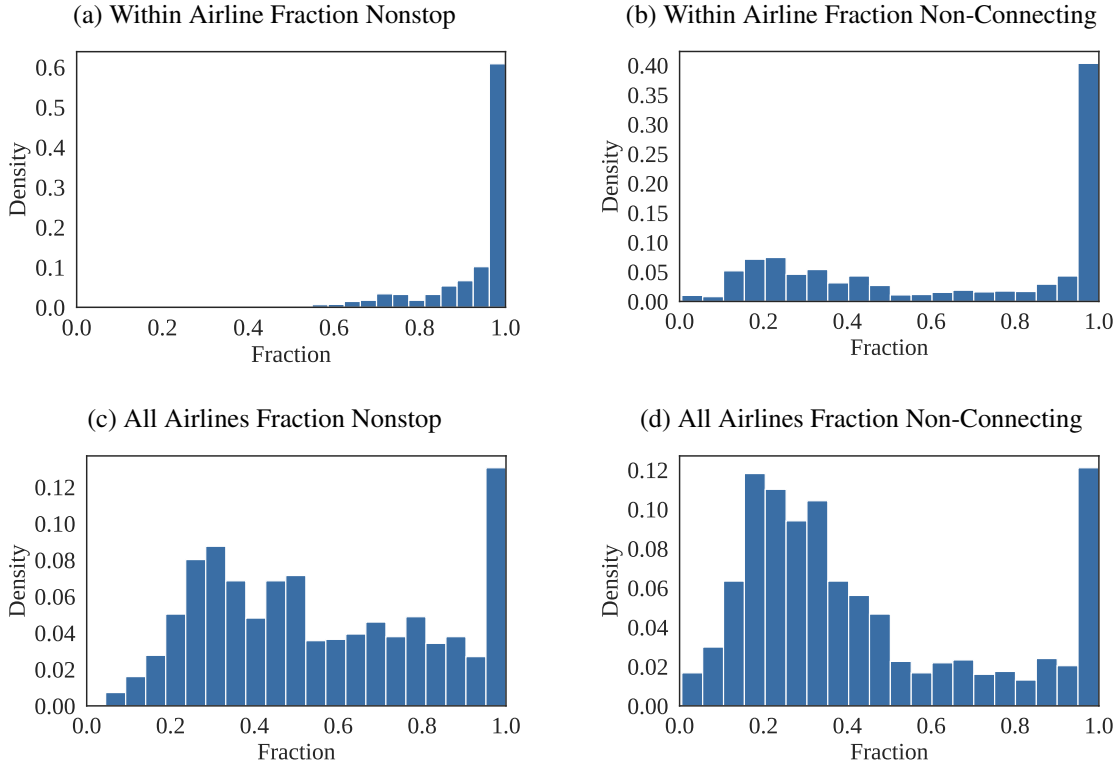 (a) Within Airline Fraction Nonstop
0.6
0.5
0.4
0.3
0.2
0.1
0.0
Density
0.0 0.2 0.4 0.6 0.8 1.0
Fraction
(b) Within Airline Fraction Non-Connecting
0.40
0.35
0.30
0.25
0.20
0.15
0.10
0.05
0.00
Density
0.0 0.2 0.4 0.6 0.8 1.0
Fraction
(c) All Airlines Fraction Nonstop
0.12
0.10
0.08
0.06
0.04
0.02
0.00
Density
0.0 0.2 0.4 0.6 0.8 1.0
Fraction
(d) All Airlines Fraction Non-Connecting
0.12
0.10
0.08
0.06
0.04
0.02
0.00
Density
0.0 0.2 0.4 0.6 0.8 1.0
Fraction